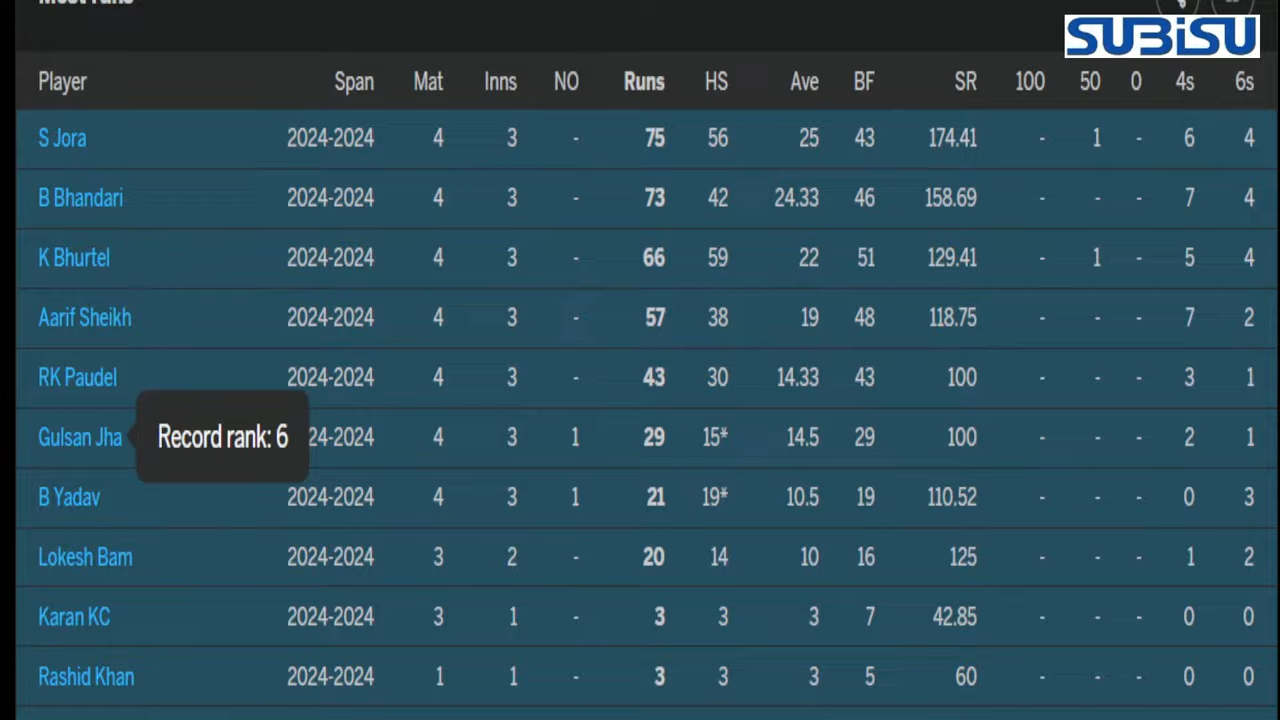 Most runs
SUBiSU
Player Span Mat Inns NO Runs HS Ave BF SR 100 50 0 4s 6s
S Jora 2024-2024 4 3 - 75 56 25 43 174.41 - 1 - 6 4
B Bhandari 2024-2024 4 3 - 73 42 24.33 46 158.69 - - - 7 4
K Bhurtel 2024-2024 4 3 - 66 59 22 51 129.41 - 1 - 5 4
Aarif Sheikh 2024-2024 4 3 - 57 38 19 48 118.75 - - - 7 2
RK Paudel 2024-2024 4 3 - 43 30 14.33 43 100 - - - 3 1
Gulsan Jha Record rank: 6 24-2024 4 3 1 29 15* 14.5 29 100 - - - 2 1
B Yadav 2024-2024 4 3 1 21 19* 10.5 19 110.52 - - - 0 3
Lokesh Bam 2024-2024 3 2 - 20 14 10 16 125 - - - 1 2
Karan KC 2024-2024 3 1 - 3 3 3 7 42.85 - - - 0 0
Rashid Khan 2024-2024 1 1 - 3 3 3 5 60 - - - 0 0